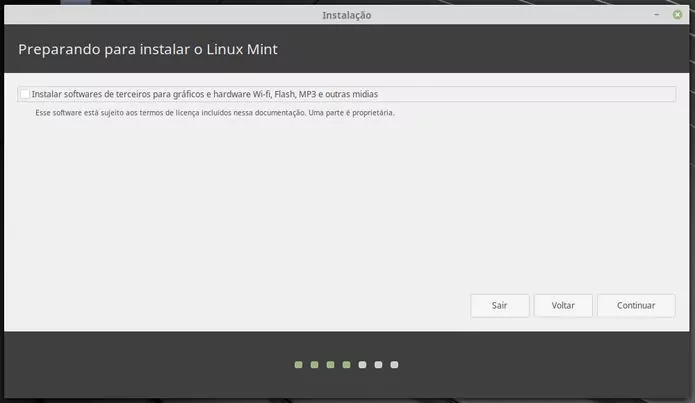 Instalação
Preparando para instalar o Linux Mint
Instalar softwares de terceiros para gráficos e hardware Wi-fi, Flash, MP3 e outras midias
Esse software está sujeito aos termos de licença incluídos nessa documentação. Uma parte é proprietária.
Sair Voltar Continuar